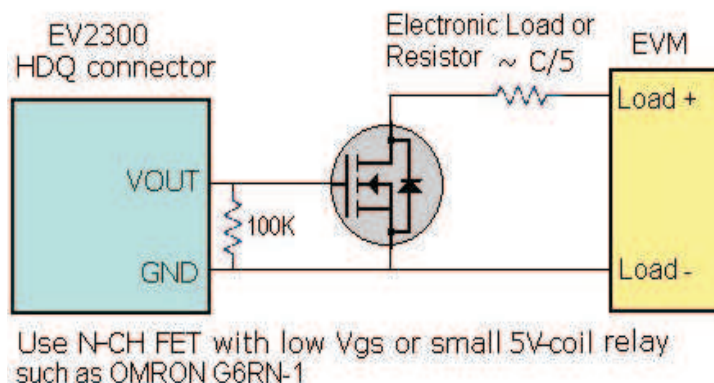 EV2300
HDQ connector
Electronic Load or
Resistor ~ C/5
EVM
Load +
VOUT
100K
GND
Load -
Use N-CH FET with low Vgs or small 5V-coil relay
such as OMRON G6RN-1